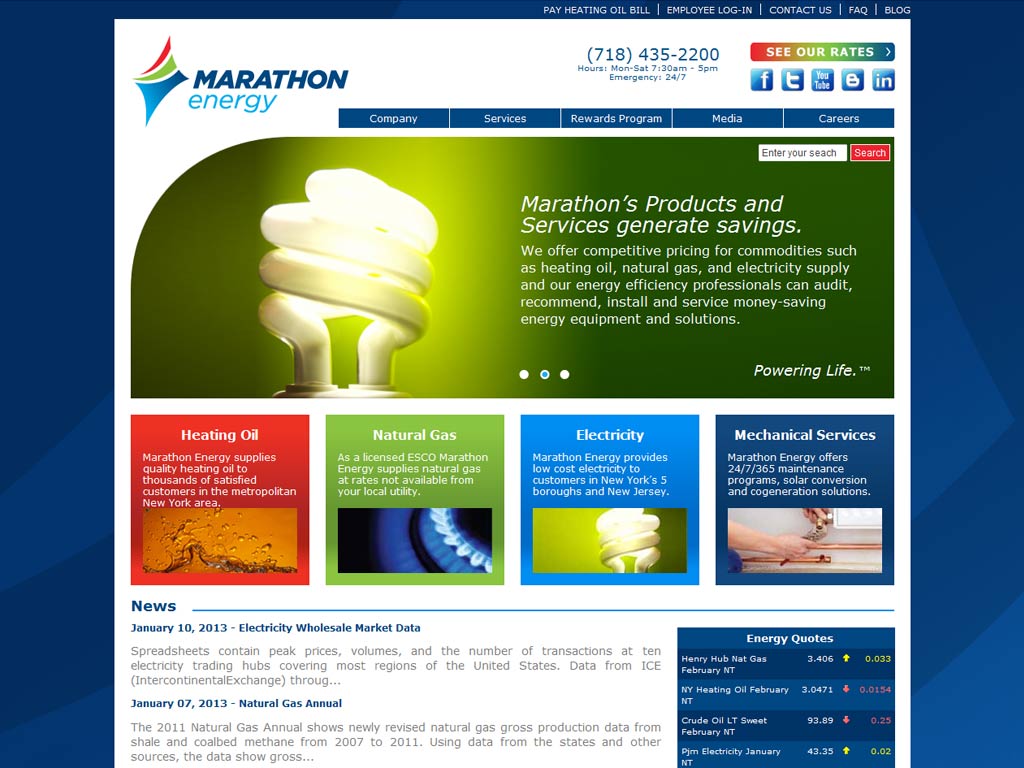 PAY HEATING OIL BILL | EMPLOYEE LOG-IN | CONTACT US | FAQ | BLOG
MARATHON
energy
(718) 435-2200
Hours: Mon-Sat 7:30am - 5pm
Emergency: 24/7
SEE OUR RATES >
f t You Tube B in
Company Services Rewards Program Media Careers
Enter your seach Search
Marathon's Products and
Services generate savings.
We offer competitive pricing for commodities such
as heating oil, natural gas, and electricity supply
and our energy efficiency professionals can audit,
recommend, install and service money-saving
energy equipment and solutions.
Powering Life.™
Heating Oil
Marathon Energy supplies
quality heating oil to
thousands of satisfied
customers in the metropolitan
New York area.
Natural Gas
As a licensed ESCO Marathon
Energy supplies natural gas
at rates not available from
your local utility.
Electricity
Marathon Energy provides
low cost electricity to
customers in New York's 5
boroughs and New Jersey.
Mechanical Services
Marathon Energy offers
24/7/365 maintenance
programs, solar conversion
and cogeneration solutions.
News
January 10, 2013 - Electricity Wholesale Market Data
Spreadsheets contain peak prices, volumes, and the number of transactions at ten
electricity trading hubs covering most regions of the United States. Data from ICE
(IntercontinentalExchange) throug...
January 07, 2013 - Natural Gas Annual
The 2011 Natural Gas Annual shows newly revised natural gas gross production data from
shale and coalbed methane from 2007 to 2011. Using data from the states and other
sources, the data show gross...
Energy Quotes
Henry Hub Nat Gas 3.406 0.033
February NT
NY Heating Oil February 3.0471 0.0154
NT
Crude Oil LT Sweet 93.89 0.25
February NT
Pjm Electricity January 43.35 0.02
NT